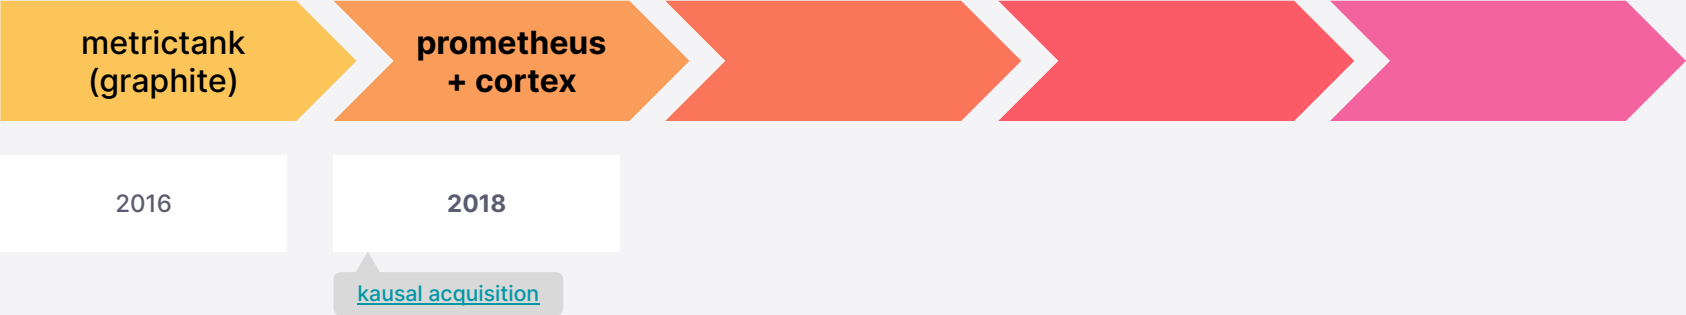 metrictank
(graphite)
prometheus
+ cortex
2016
2018
kausal acquisition